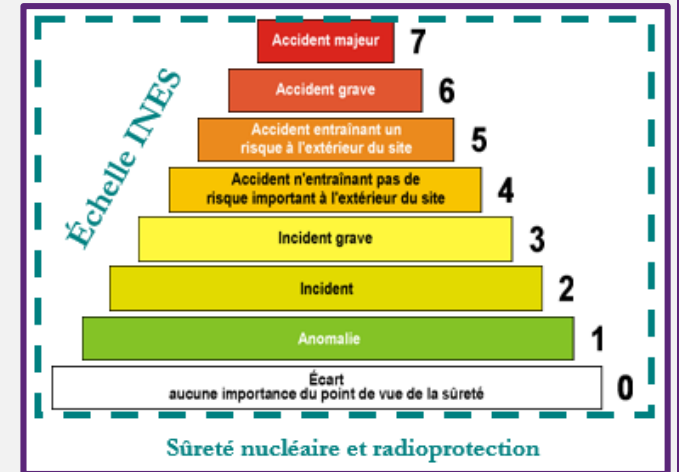 Échelle INES
Accident majeur 7
Accident grave 6
Accident entraînant un
risque à l'extérieur du site 5
Accident n'entraînant pas de
risque important à l'extérieur du site 4
Incident grave 3
Incident 2
Anomalie 1
Écart
aucune importance du point de vue de la sûreté 0
Sûreté nucléaire et radioprotection